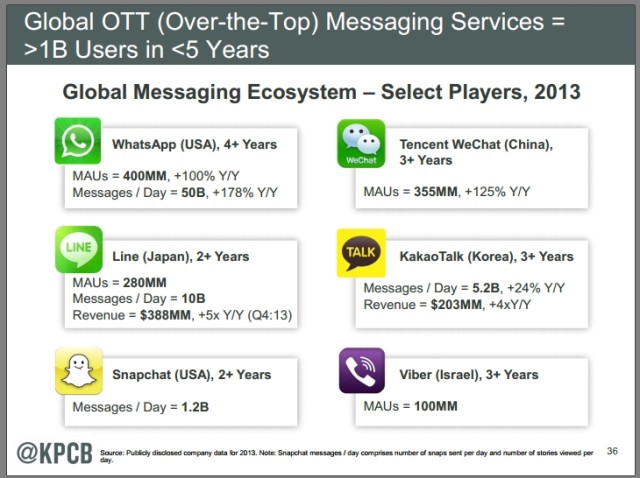 Global OTT (Over-the-Top) Messaging Services =
>1B Users in <5 Years
Global Messaging Ecosystem – Select Players, 2013
WhatsApp (USA), 4+ Years
MAUs = 400MM, +100% Y/Y
Messages / Day = 50B, +178% Y/Y
WeChat
Tencent WeChat (China),
3+ Years
MAUs = 355MM, +125% Y/Y
LINE
Line (Japan), 2+ Years
MAUs = 280MM
Messages / Day = 10B
Revenue = $388MM, +5x Y/Y (Q4:13)
TALK
KakaoTalk (Korea), 3+ Years
Messages / Day = 5.2B, +24% Y/Y
Revenue = $203MM, +4xY/Y
Snapchat (USA), 2+ Years
Messages / Day = 1.2B
Viber (Israel), 3+ Years
MAUs = 100MM
@KPCB
Source: Publicly disclosed company data for 2013. Note: Snapchat messages / day comprises number of snaps sent per day and number of stories viewed per
day.
36